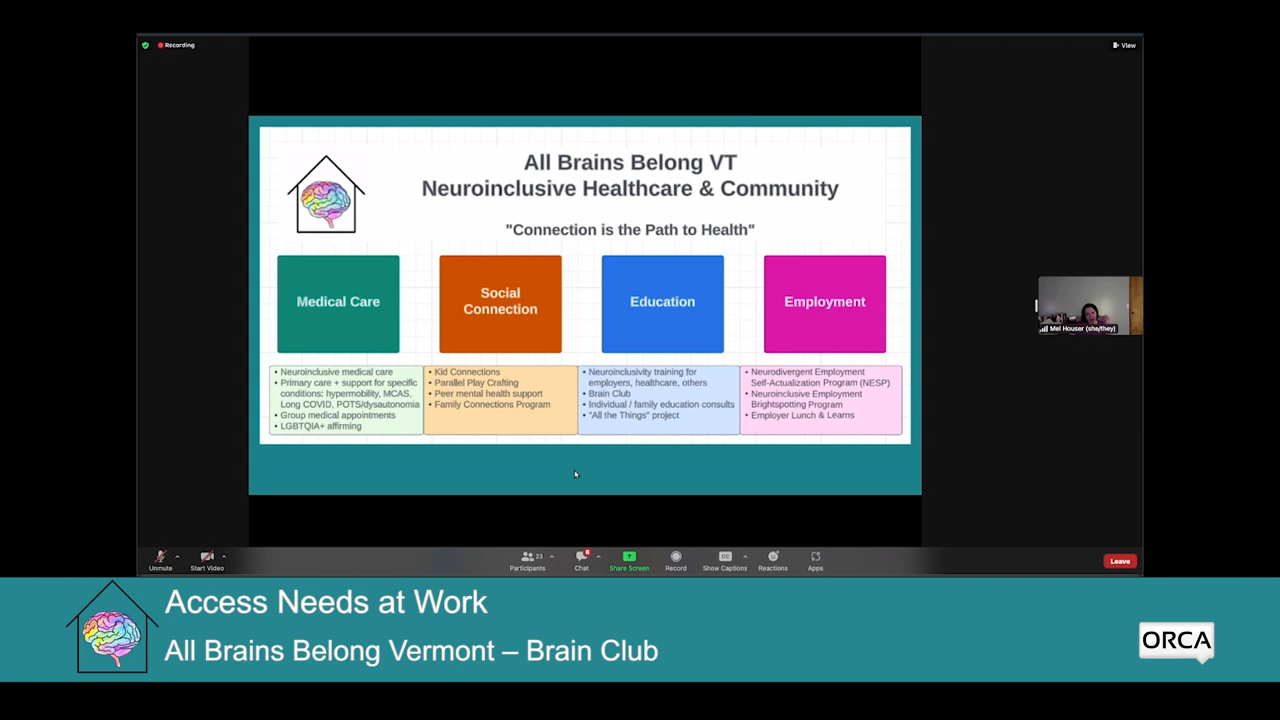 Recording
View
All Brains Belong VT
Neuroinclusive Healthcare & Community
"Connection is the Path to Health"
Medical Care
Social
Connection
Education
Employment
• Neuroinclusive medical care
• Primary care + support for specific
conditions: hypermobility, MCAS,
Long COVID, POTS/dysautonomia
• Group medical appointments
• LGBTQIA+ affirming
• Kid Connections
• Parallel Play Crafting
• Peer mental health support
• Family Connections Program
• Neuroinclusivity training for
employers, healthcare, others
• Brain Club
• Individual / family education consults
• "All the Things" project
• Neurodivergent Employment
Self-Actualization Program (NESP)
• Neuroinclusive Employment
Brightspotting Program
• Employer Lunch & Learns
Mel Houser (she/they)
Unmute
Start Video
Participants
Chat
Share Screen
Record
CC
Show Captions
Reactions
Apps
Leave
Access Needs at Work
All Brains Belong Vermont – Brain Club
ORCA